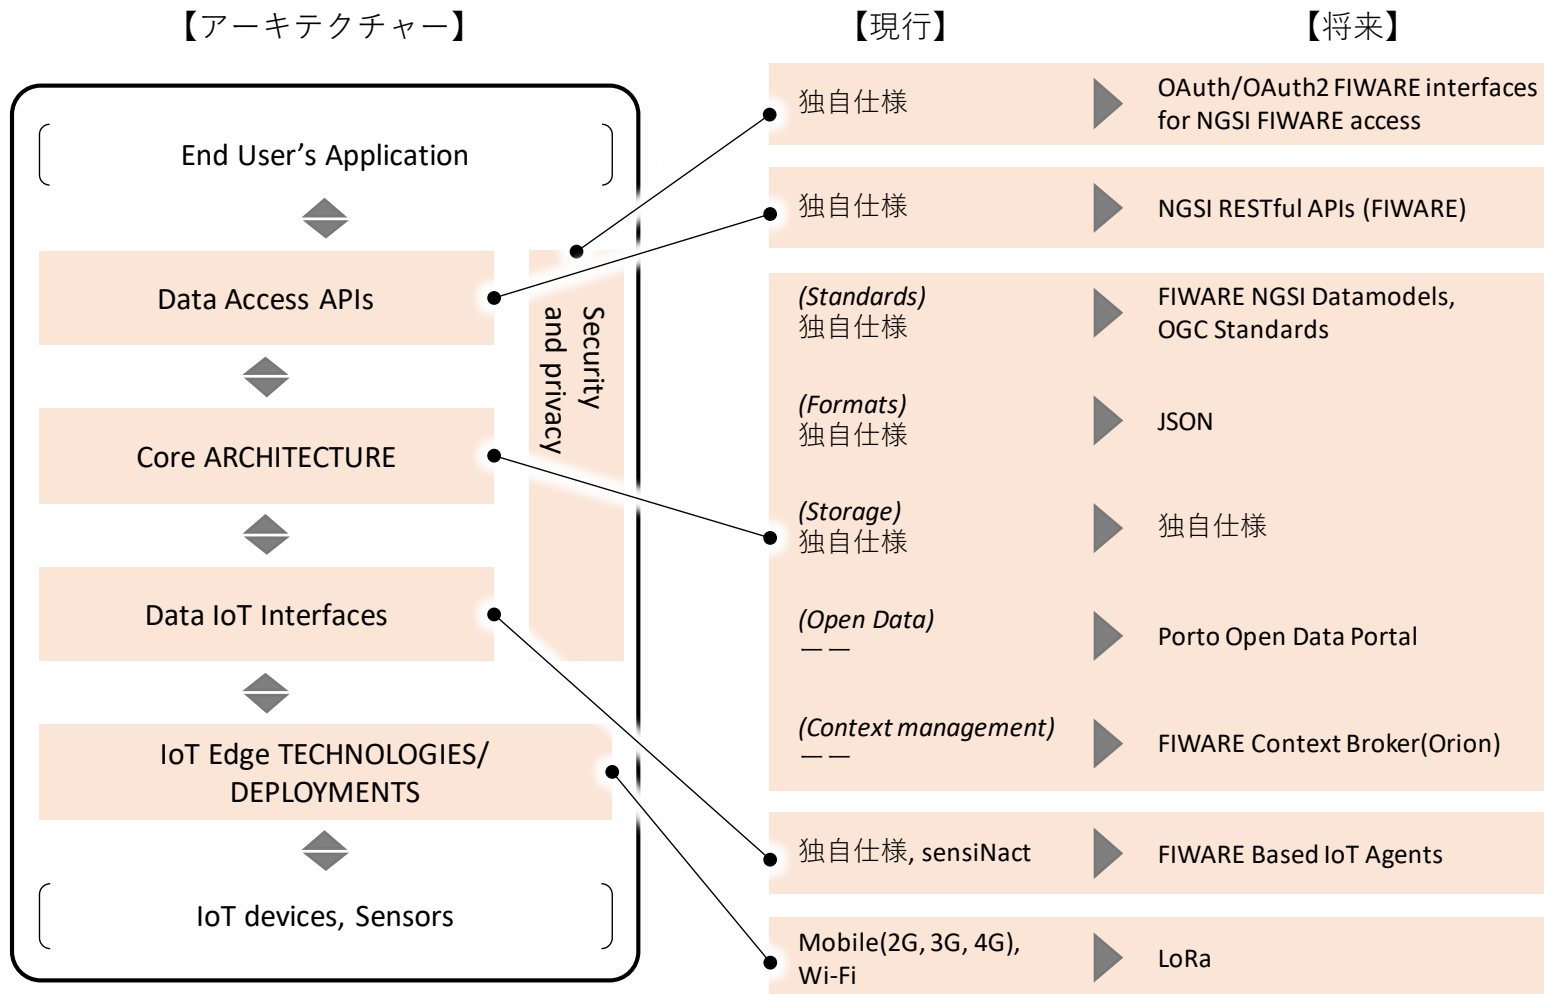 【アーキテクチャー】
【現行】
【将来】
End User's Application
Data Access APIs
Core ARCHITECTURE
Data IoT Interfaces
Security
and privacy
IoT Edge TECHNOLOGIES/
DEPLOYMENTS
IoT devices, Sensors
独自仕様
OAuth/OAuth2 FIWARE interfaces
for NGSI FIWARE access
独自仕様
NGSI RESTful APIs (FIWARE)
(Standards)
独自仕様
FIWARE NGSI Datamodels,
OGC Standards
(Formats)
独自仕様
JSON
(Storage)
独自仕様
独自仕様
(Open Data)
――
Porto Open Data Portal
(Context management)
――
FIWARE Context Broker(Orion)
独自仕様, sensiNact
FIWARE Based IoT Agents
Mobile(2G, 3G, 4G),
Wi-Fi
LoRa